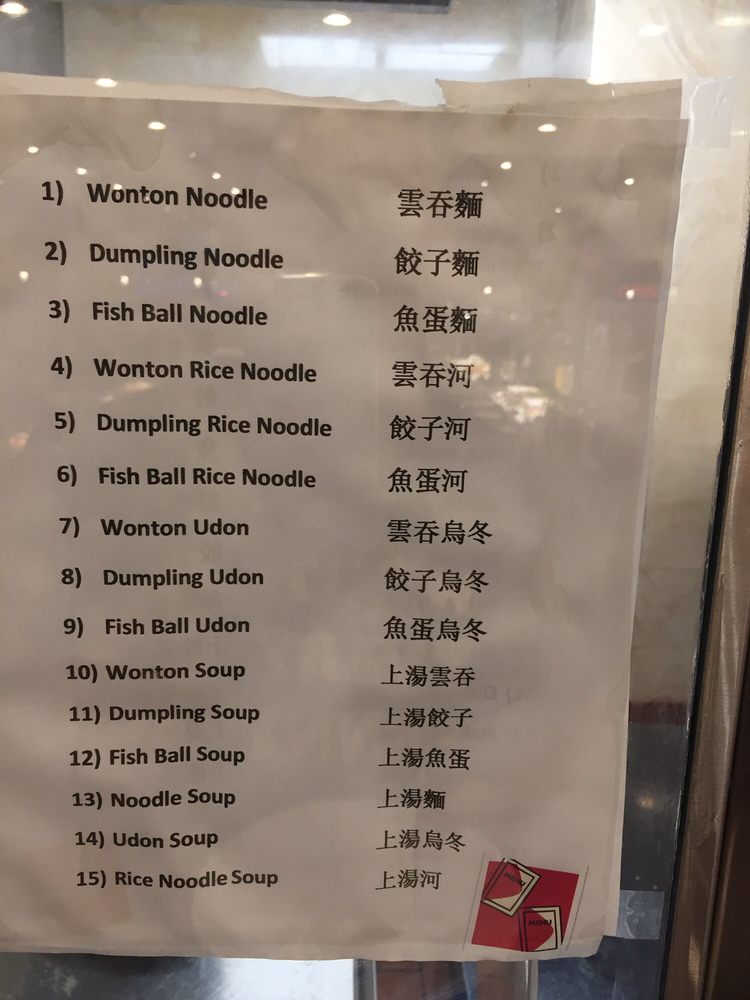 1) Wonton Noodle 雲吞麵
2) Dumpling Noodle 餃子麵
3) Fish Ball Noodle 魚蛋麵
4) Wonton Rice Noodle 雲吞河
5) Dumpling Rice Noodle 餃子河
6) Fish Ball Rice Noodle 魚蛋河
7) Wonton Udon 雲吞烏冬
8) Dumpling Udon 餃子烏冬
9) Fish Ball Udon 魚蛋烏冬
10) Wonton Soup 上湯雲吞
11) Dumpling Soup 上湯餃子
12) Fish Ball Soup 上湯魚蛋
13) Noodle Soup 上湯麵
14) Udon Soup 上湯烏冬
15) Rice Noodle Soup 上湯河
MENU
MENU